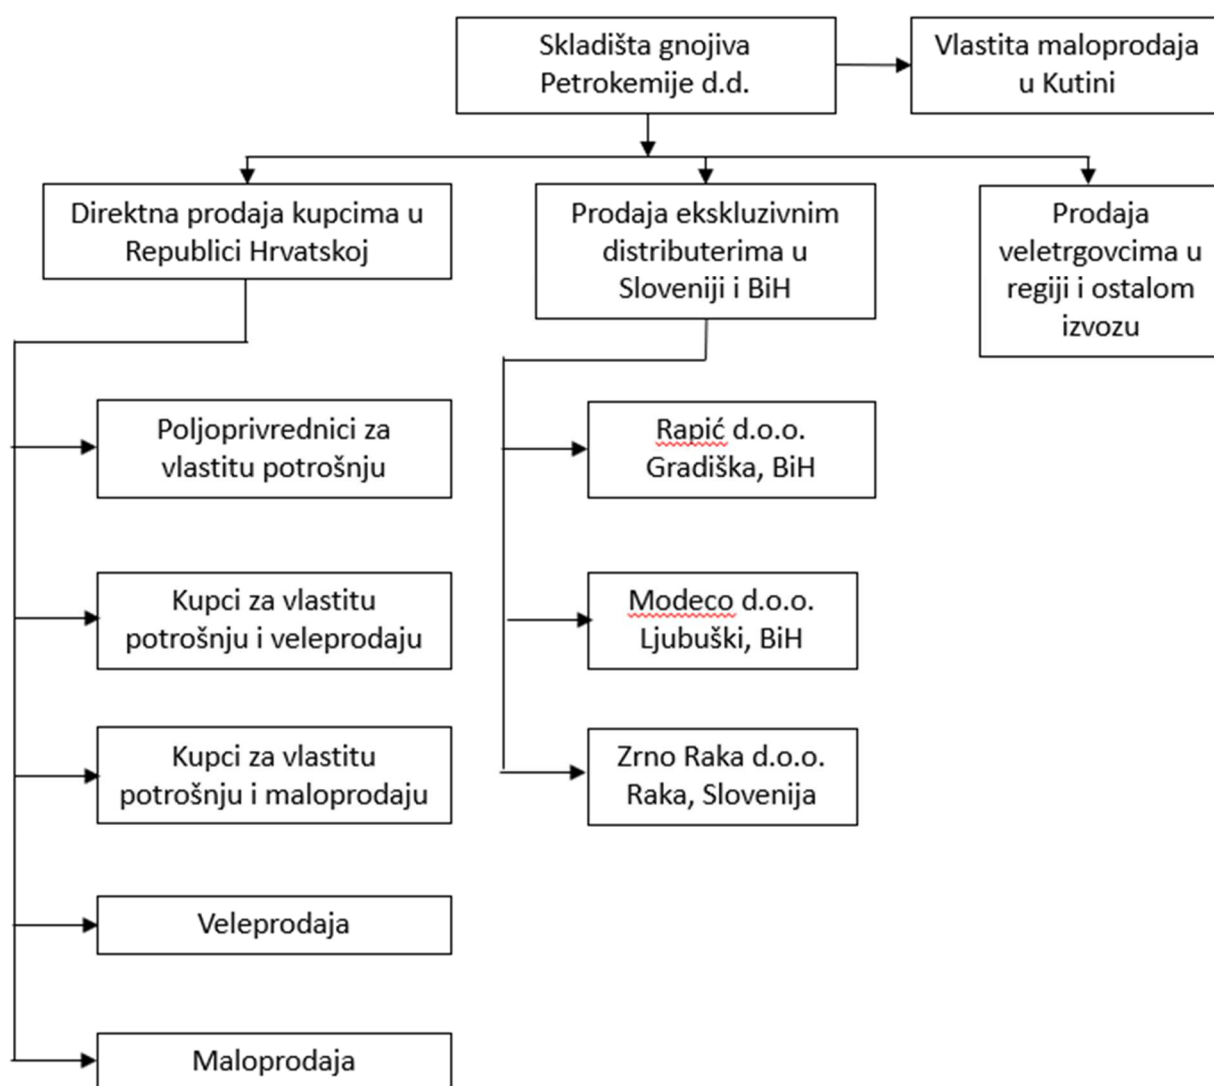 Skladišta gnojiva
Petrokemije d.d.
Vlastita maloprodaja
u Kutini
Direktna prodaja kupcima u
Republici Hrvatskoj
Prodaja ekskluzivnim
distributerima u
Sloveniji i BiH
Prodaja
veletrgovcima u
regiji i ostalom
izvozu
Poljoprivrednici za
vlastitu potrošnju
Kupci za vlastitu
potrošnju i veleprodaju
Kupci za vlastitu
potrošnju i maloprodaju
Veleprodaja
Maloprodaja
Rapić d.o.o.
Gradiška, BiH
Modeco d.o.o.
Ljubuški, BiH
Zrno Raka d.o.o.
Raka, Slovenija